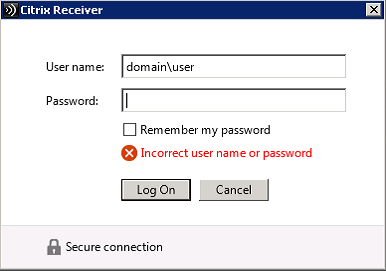 Citrix Receiver
User name: domain\user
Password:
Remember my password
Incorrect user name or password
Log On Cancel
Secure connection